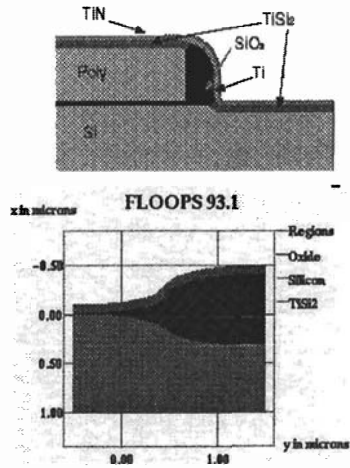 TiN
TiSi2
SiO2
Poly
Ti
Si
FLOOPS 93.1
x in microns
Regions
Oxide
Silicon
TiSi2
-0.50
0.00
0.50
1.00
y in microns
0.00
1.00